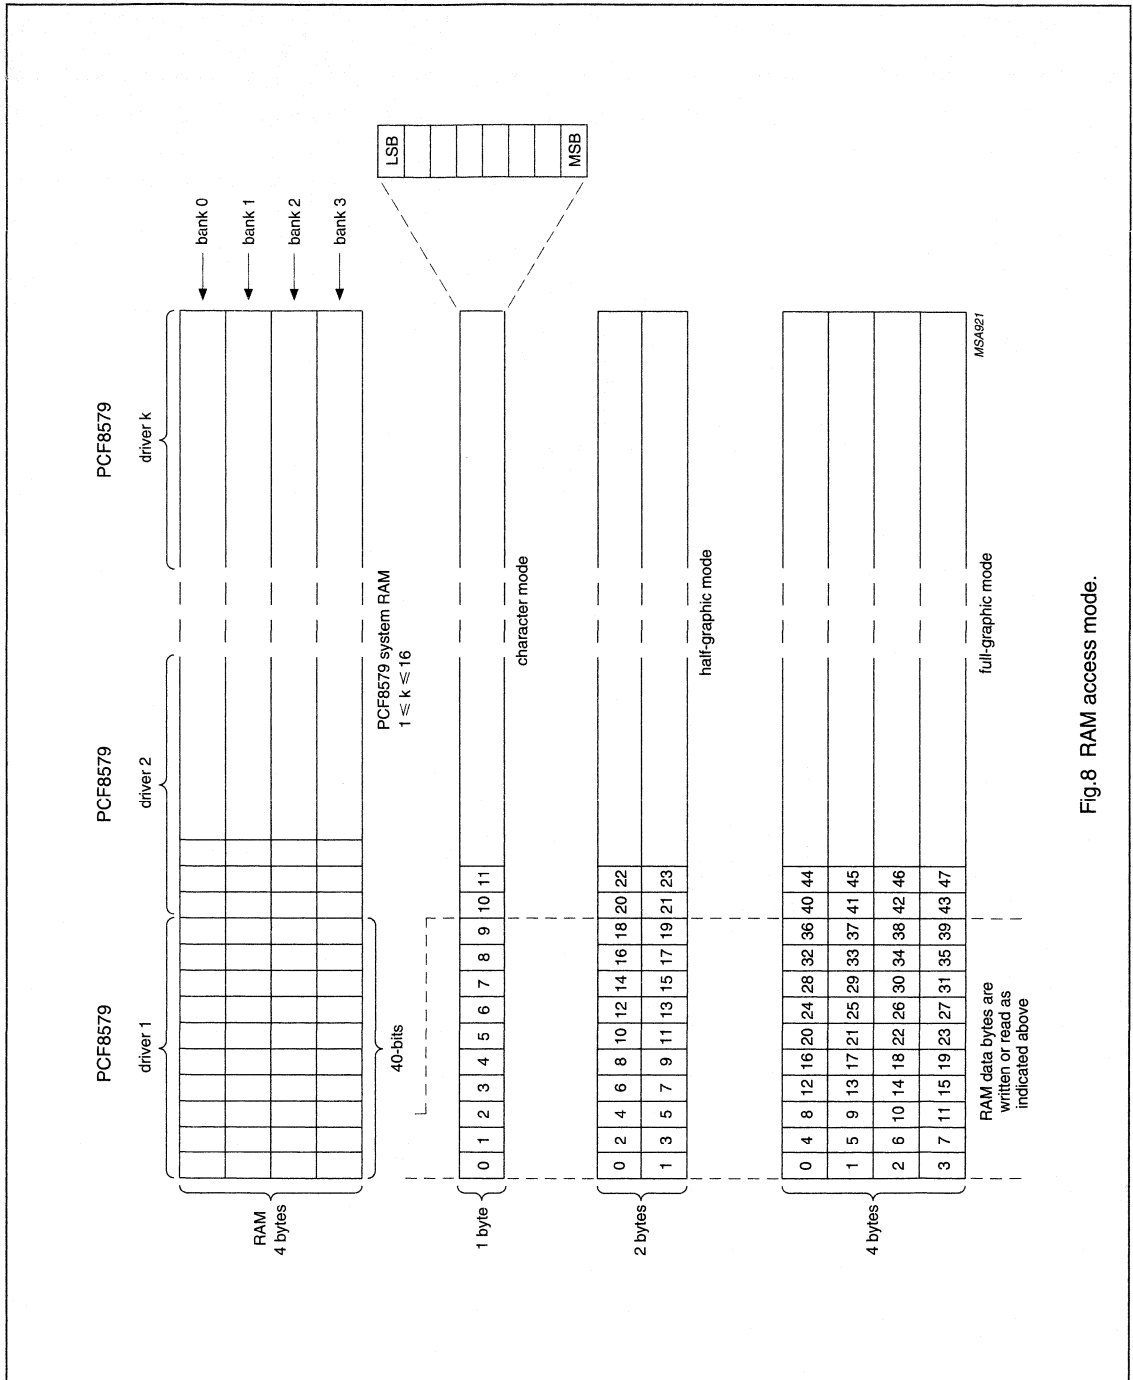 PCF8579 PCF8579 PCF8579
driver 1 driver 2 driver k
bank 0
RAM
4 bytes
bank 1
bank 2
bank 3
40-bits
PCF8579 system RAM
1 ≤ k ≤ 16
LSB
MSB
1 byte
0 1 2 3 4 5 6 7 8 9 10 11
character mode
2 bytes
0 2 4 6 8 10 12 14 16 18 20 22
1 3 5 7 9 11 13 15 17 19 21 23
half-graphic mode
4 bytes
0 4 8 12 16 20 24 28 32 36 40 44
1 5 9 13 17 21 25 29 33 37 41 45
2 6 10 14 18 22 26 30 34 38 42 46
3 7 11 15 19 23 27 31 35 39 43 47
full-graphic mode
MSA921
RAM data bytes are
written or read as
indicated above
Fig.8 RAM access mode.